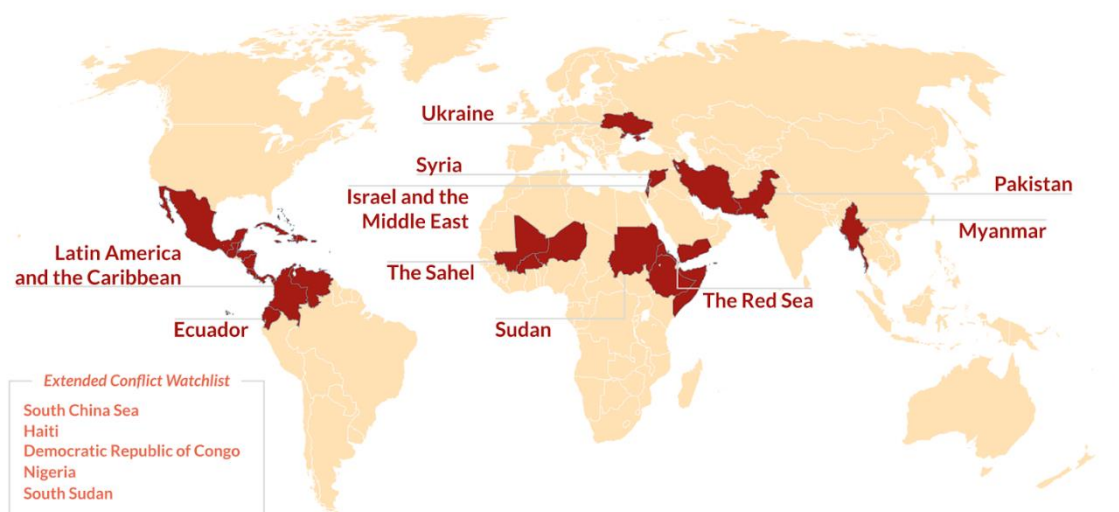 Ukraine
Syria
Israel and the
Middle East
Pakistan
Myanmar
Latin America
and the Caribbean
The Sahel
The Red Sea
Ecuador
Sudan
Extended Conflict Watchlist
South China Sea
Haiti
Democratic Republic of Congo
Nigeria
South Sudan